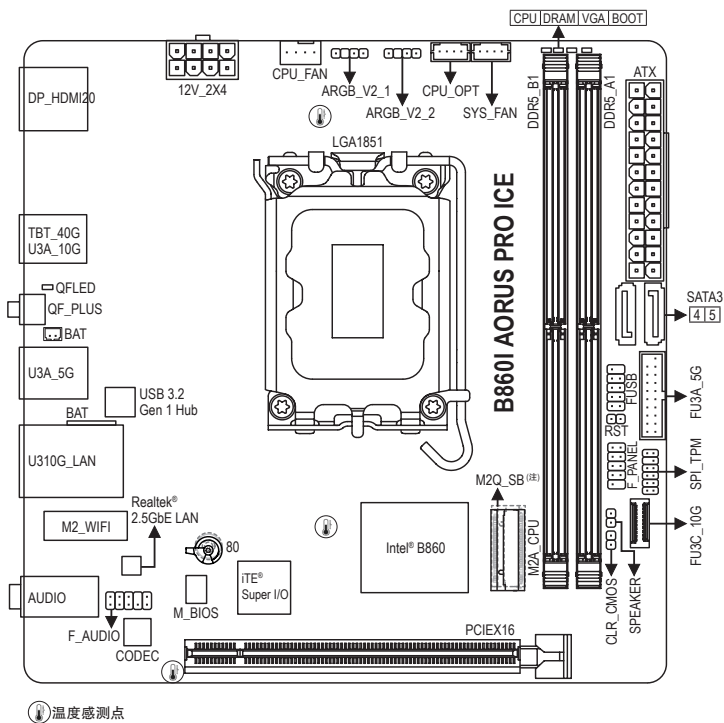 CPU DRAM VGA BOOT
DP_HDMI20
12V_2X4
CPU_FAN
ARGB_V2_1
ARGB_V2_2
CPU_OPT
SYS_FAN
DDR5_B1
DDR5_A1
ATX
LGA1851
TBT_40G
U3A_10G
QFLED
QF_PLUS
BAT
U3A_5G
USB 3.2
Gen 1 Hub
BAT
U310G_LAN
B860I AORUS PRO ICE
SATA3
4 5
FUSB
RST
FU3A_5G
F_PANEL
SPI_TPM
M2Q_SB (注)
M2A_CPU
FU3C_10G
Realtek®
2.5GbE LAN
M2_WIFI
80
Intel® B860
iTE®
Super I/O
M_BIOS
AUDIO
F_AUDIO
CODEC
CLR_CMOS
SPEAKER
PCIEX16
温度感测点